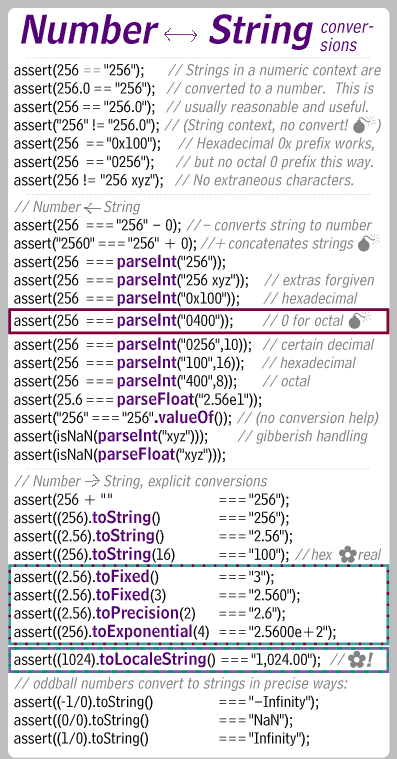 Number ↔ String conver-
sions
assert(256 == "256"); // Strings in a numeric context are
assert(256.0 == "256"); // converted to a number. This is
assert(256 == "256.0"); // usually reasonable and useful.
assert("256" != "256.0"); // (String context, no convert! 💣)
assert(256 == "0x100"); // Hexadecimal 0x prefix works,
assert(256 == "0256"); // but no octal 0 prefix this way.
assert(256 != "256 xyz"); // No extraneous characters.
// Number ← String
assert(256 === "256" - 0); // – converts string to number
assert("2560" === "256" + 0); // + concatenates strings 💣
assert(256 === parseInt("256"));
assert(256 === parseInt("256 xyz")); // extras forgiven
assert(256 === parseInt("0x100")); // hexadecimal
assert(256 === parseInt("0400")); // 0 for octal 💣
assert(256 === parseInt("0256",10)); // certain decimal
assert(256 === parseInt("100",16)); // hexadecimal
assert(256 === parseInt("400",8)); // octal
assert(25.6 === parseFloat("2.56e1"));
assert("256" === "256".valueOf()); // (no conversion help)
assert(isNaN(parseInt("xyz"))); // gibberish handling
assert(isNaN(parseFloat("xyz")));
// Number → String, explicit conversions
assert(256 + "" === "256");
assert((256).toString() === "256");
assert((2.56).toString() === "2.56");
assert((256).toString(16) === "100"); // hex ✿real
assert((2.56).toFixed() === "3");
assert((2.56).toFixed(3) === "2.560");
assert((2.56).toPrecision(2) === "2.6");
assert((256).toExponential(4) === "2.5600e+2");
assert((1024).toLocaleString() === "1,024.00"); // ✿!
// oddball numbers convert to strings in precise ways:
assert((-1/0).toString() === "–Infinity");
assert((0/0).toString() === "NaN");
assert((1/0).toString() === "Infinity");